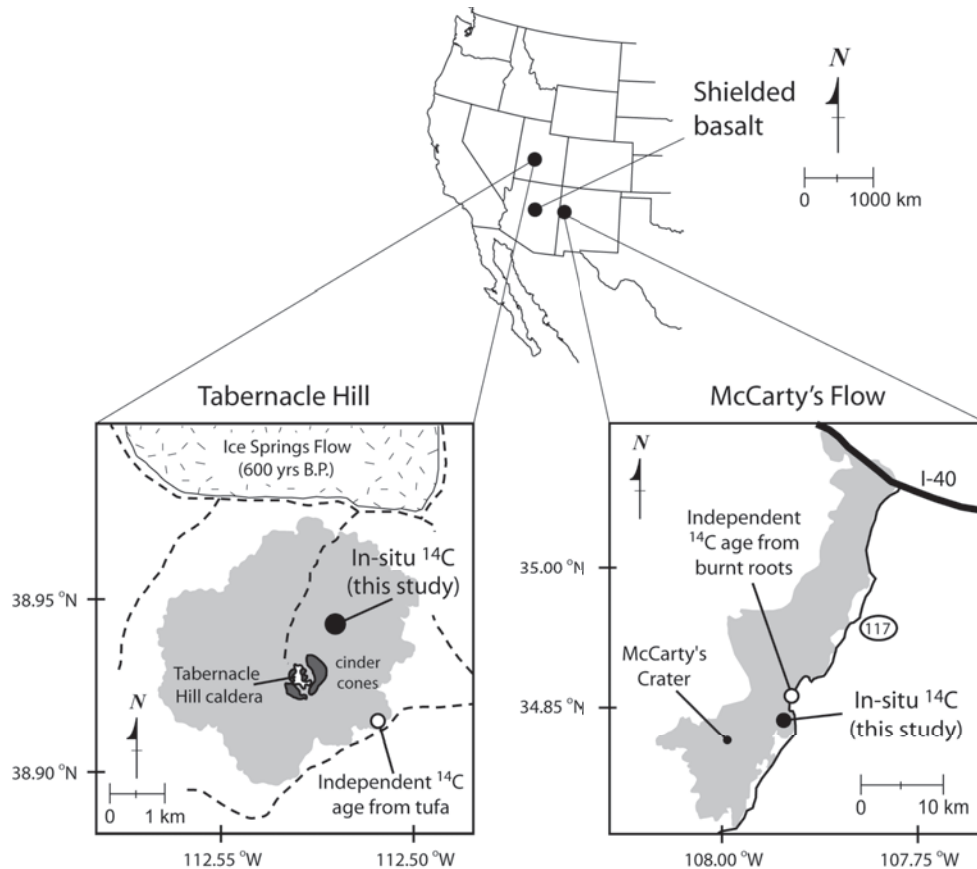 N
Shielded
basalt
0 1000 km
Tabernacle Hill
McCarty's Flow
Ice Springs Flow
(600 yrs B.P.)
In-situ ¹⁴C
(this study)
38.95 °N
Tabernacle
Hill caldera
cinder
cones
N
38.90 °N
Independent ¹⁴C
age from tufa
0 1 km
112.55 °W
112.50 °W
N
I-40
Independent
¹⁴C age from
burnt roots
35.00 °N
117
McCarty's
Crater
34.85 °N
In-situ ¹⁴C
(this study)
0 10 km
108.00 °W
107.75 °W